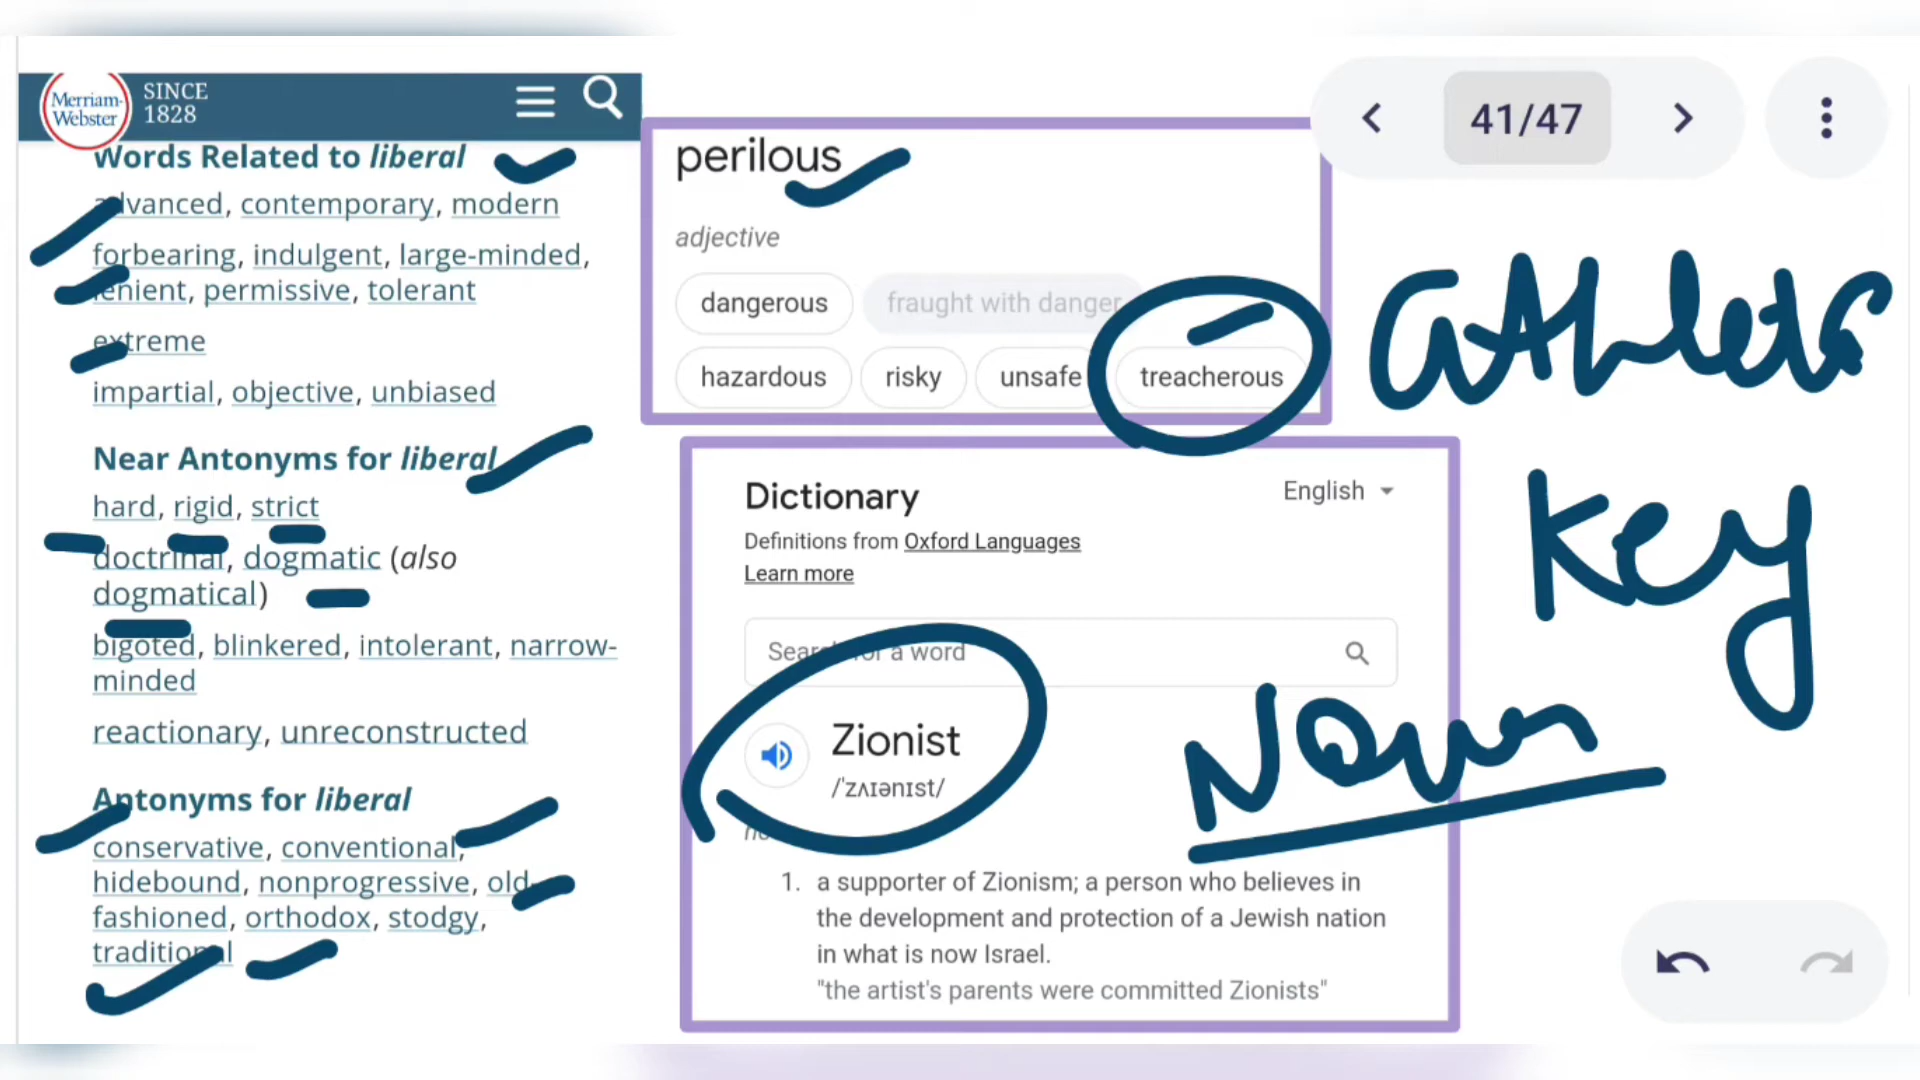 Merriam-
Webster
SINCE
1828
Words Related to liberal
advanced, contemporary, modern
forbearing, indulgent, large-minded,
lenient, permissive, tolerant
extreme
impartial, objective, unbiased
Near Antonyms for liberal
hard, rigid, strict
doctrinal, dogmatic (also
dogmatical)
bigoted, blinkered, intolerant, narrow-
minded
reactionary, unreconstructed
Antonyms for liberal
conservative, conventional,
hidebound, nonprogressive, old-
fashioned, orthodox, stodgy,
traditional
perilous
adjective
dangerous fraught with danger
hazardous risky unsafe treacherous
Dictionary
English
Definitions from Oxford Languages
Learn more
Search for a word
Zionist
/ˈzʌɪənɪst/
1. a supporter of Zionism; a person who believes in
the development and protection of a Jewish nation
in what is now Israel.
"the artist's parents were committed Zionists"
41/47
Key